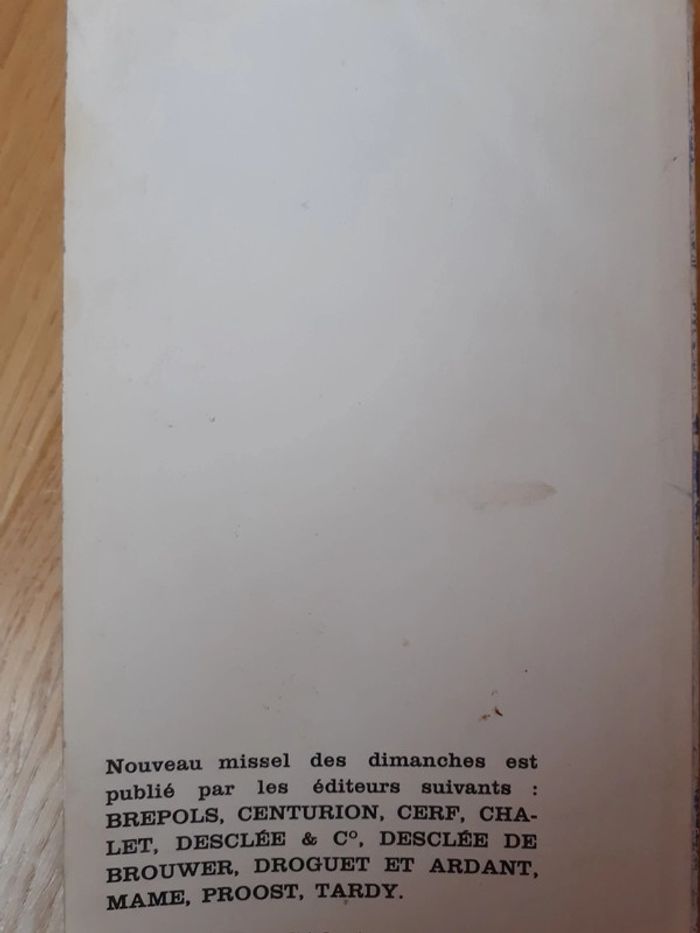 Nouveau missel des dimanches est
publié par les éditeurs suivants :
BREPOLS, CENTURION, CERF, CHA-
LET, DESCLÉE & Cº, DESCLÉE DE
BROUWER, DROGUET ET ARDANT,
MAME, PROOST, TARDY.